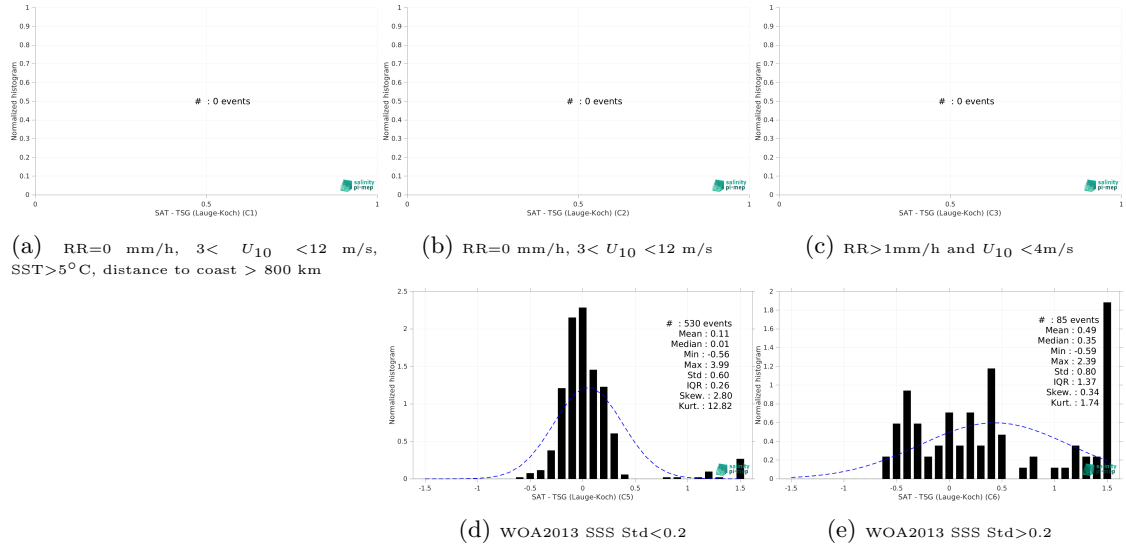 1
0.9
0.8
0.7
0.6
0.5
0.4
0.3
0.2
0.1
0
Normalized histogram
# : 0 events
salinity
pi-mep
0 0.5 1
SAT - TSG (Lauge-Koch) (C1)
1
0.9
0.8
0.7
0.6
0.5
0.4
0.3
0.2
0.1
0
Normalized histogram
# : 0 events
salinity
pi-mep
0 0.5 1
SAT - TSG (Lauge-Koch) (C2)
1
0.9
0.8
0.7
0.6
0.5
0.4
0.3
0.2
0.1
0
Normalized histogram
# : 0 events
salinity
pi-mep
0 0.5 1
SAT - TSG (Lauge-Koch) (C3)
(a) RR=0 mm/h, 3< U10 <12 m/s,
SST>5°C, distance to coast > 800 km
(b) RR=0 mm/h, 3< U10 <12 m/s
(c) RR>1mm/h and U10 <4m/s
2.5
2
1.5
1
0.5
0
Normalized histogram
# : 530 events
Mean : 0.11
Median : 0.01
Min : -0.56
Max : 3.99
Std : 0.60
IQR : 0.26
Skew. : 2.80
Kurt. : 12.82
salinity
pi-mep
-1.5 -1 -0.5 0 0.5 1 1.5
SAT - TSG (Lauge-Koch) (C5)
2
1.8
1.6
1.4
1.2
1
0.8
0.6
0.4
0.2
0
Normalized histogram
# : 85 events
Mean : 0.49
Median : 0.35
Min : -0.59
Max : 2.39
Std : 0.80
IQR : 1.37
Skew. : 0.34
Kurt. : 1.74
-1.5 -1 -0.5 0 0.5 1 1.5
SAT - TSG (Lauge-Koch) (C6)
(d) WOA2013 SSS Std<0.2
(e) WOA2013 SSS Std>0.2